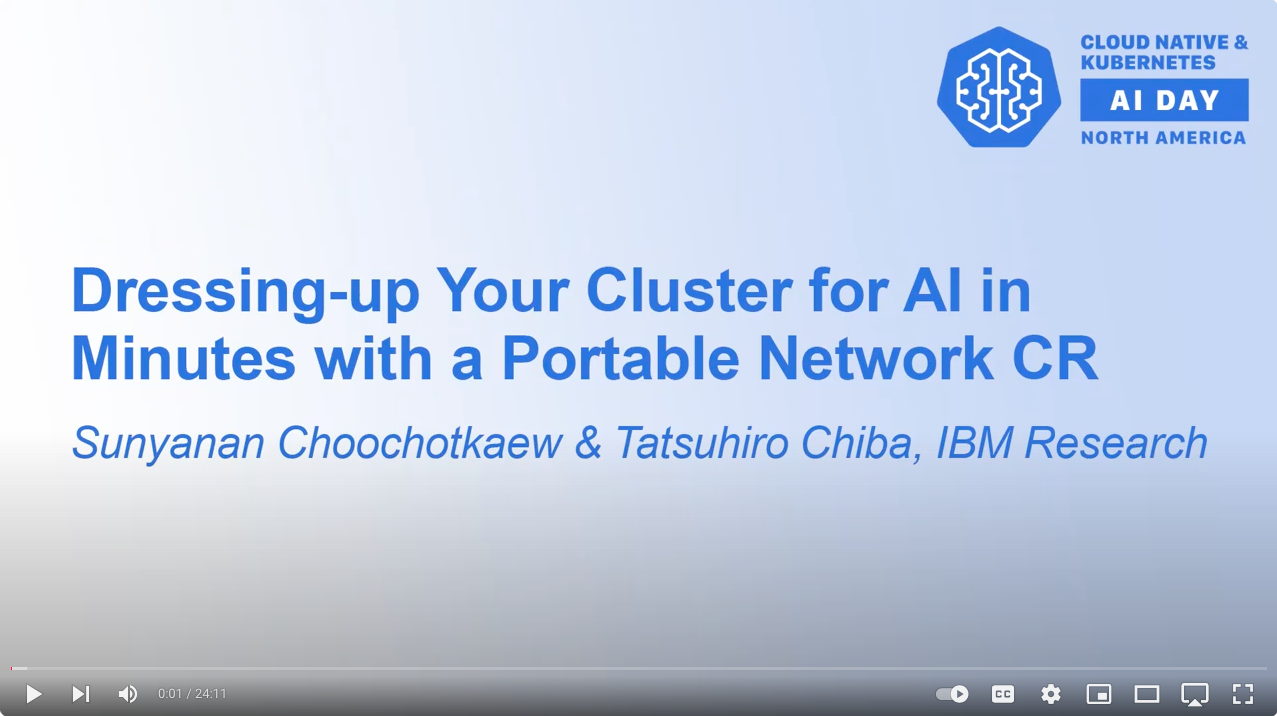 CLOUD NATIVE &
KUBERNETES
AI DAY
NORTH AMERICA
Dressing-up Your Cluster for AI in
Minutes with a Portable Network CR
Sunyanan Choochotkaew & Tatsuhiro Chiba, IBM Research
0:01 / 24:11
CC